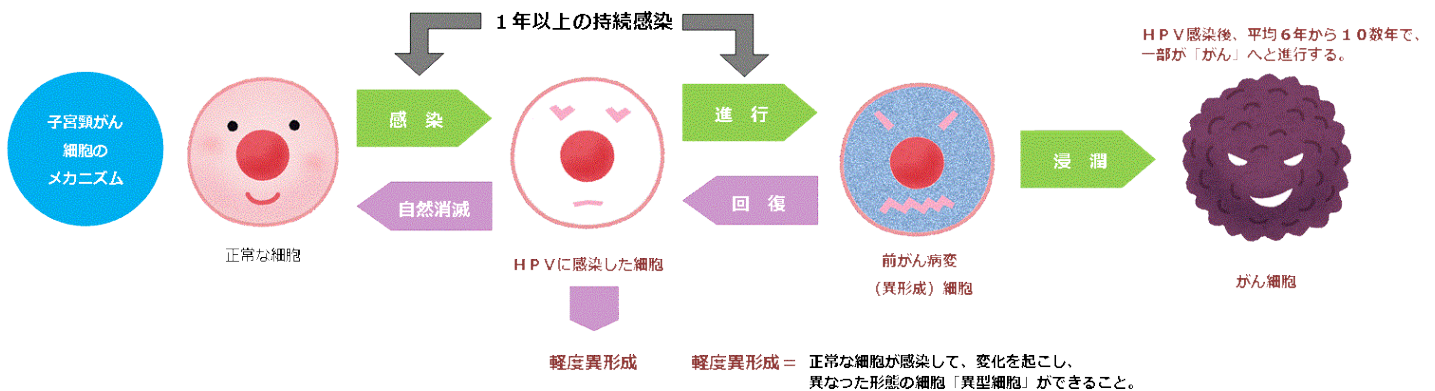 1年以上の持続感染
HPV感染後、平均6年から10数年で、
一部が「がん」へと進行する。
子宮頸がん
細胞の
メカニズム
感 染
自然消滅
進 行
回 復
浸 潤
正常な細胞
HPVに感染した細胞
前がん病変
(異形成)細胞
がん細胞
軽度異形成
軽度異形成= 正常な細胞が感染して、変化を起こし、
異なった形態の細胞「異型細胞」ができること。